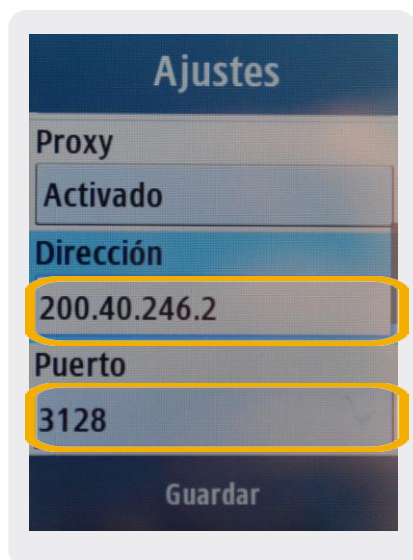 Ajustes
Proxy
Activado
Dirección
200.40.246.2
Puerto
3128
Guardar